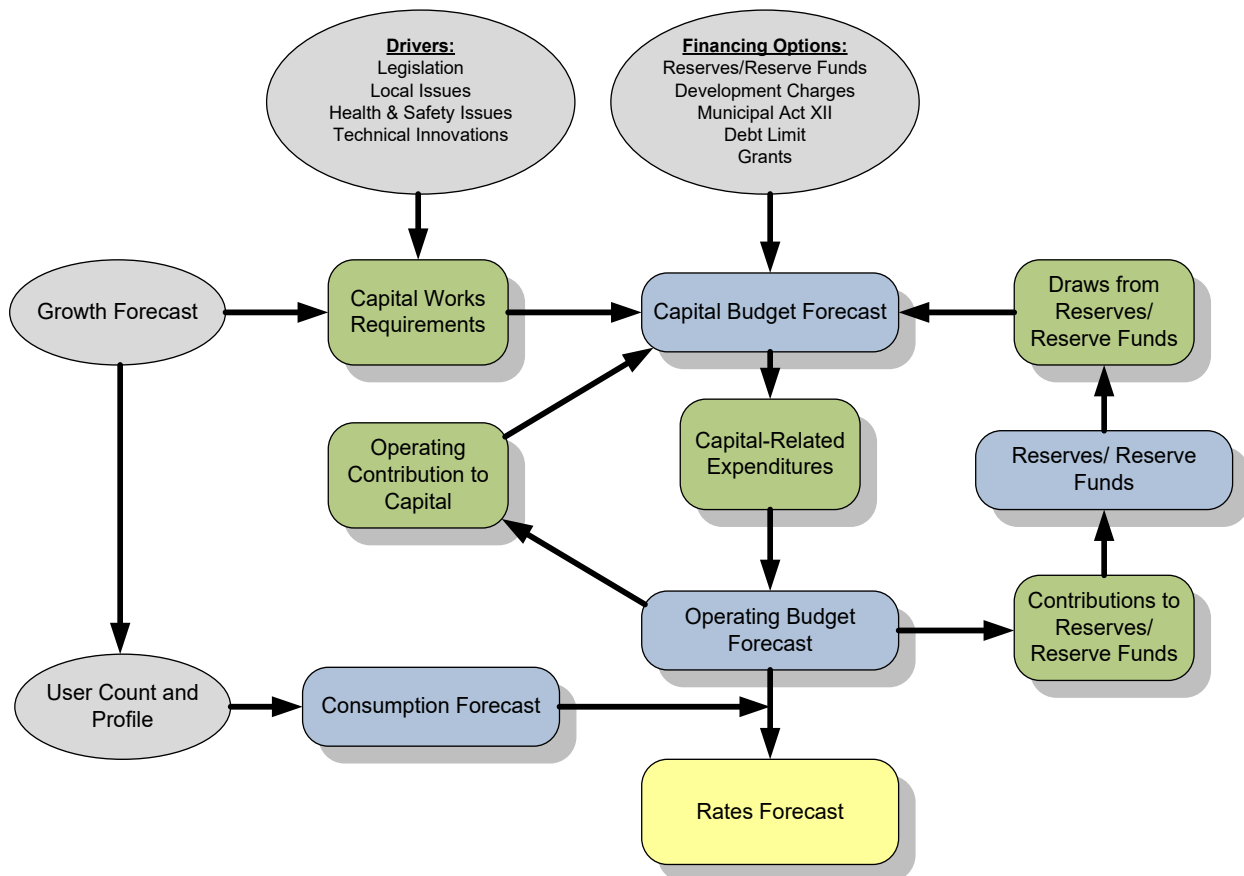 Drivers:
Legislation
Local Issues
Health & Safety Issues
Technical Innovations
Financing Options:
Reserves/Reserve Funds
Development Charges
Municipal Act XII
Debt Limit
Grants
Growth Forecast
Capital Works
Requirements
Capital Budget Forecast
Draws from
Reserves/
Reserve Funds
Operating
Contribution to
Capital
Capital-Related
Expenditures
Reserves/ Reserve
Funds
Operating Budget
Forecast
Contributions to
Reserves/
Reserve Funds
User Count and
Profile
Consumption Forecast
Rates Forecast